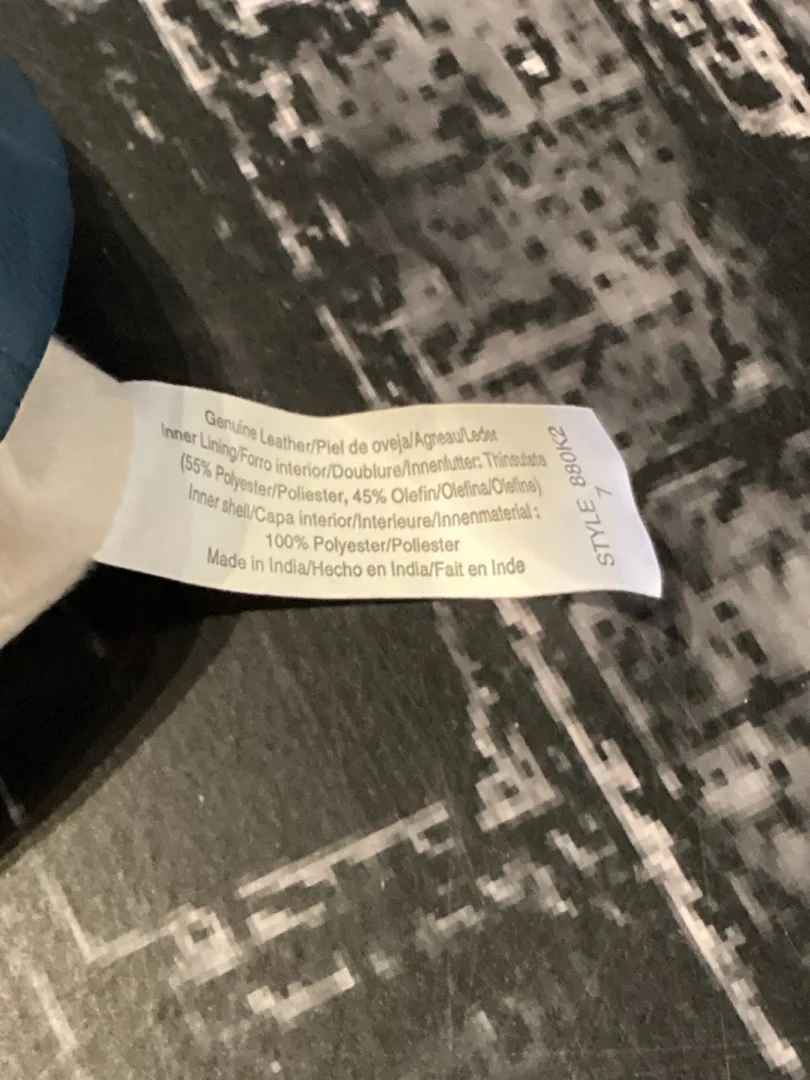 Genuine Leather/Piel de oveja/Agneau/Leder
Inner Lining/Forro interior/Doublure/Innenfutter: Thinsulate
(55% Polyester/Poliester, 45% Olefin/Olefina/Olefine)
Inner shell/Capa interior/Interieure/Innenmaterial :
100% Polyester/Poliester
Made in India/Hecho en India/Fait en Inde
STYLE 880K2
7